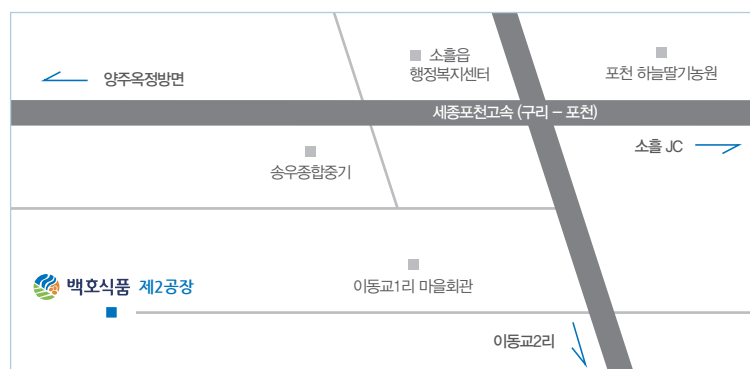 소흘읍
행정복지센터
포천 하늘딸기농원
양주옥정방면
세종포천고속 (구리 – 포천)
소흘 JC
송우종합중기
백호식품 제2공장
이동교1리 마을회관
이동교2리